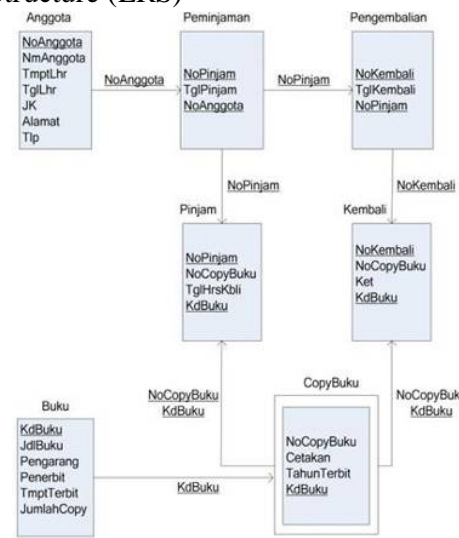 Structure (LRS)
Anggota
NoAnggota
NmAnggota
TmptLhr
TglLhr
JK
Alamat
Tlp
NoAnggota
Peminjaman
NoPinjam
TglPinjam
NoAnggota
NoPinjam
Pengembalian
NoKembali
TglKembali
NoPinjam
NoPinjam
NoKembali
Pinjam
NoPinjam
NoCopyBuku
TglHrsKbli
KdBuku
Kembali
NoKembali
NoCopyBuku
Ket
KdBuku
NoCopyBuku
KdBuku
NoCopyBuk
KdBuku
Buku
KdBuku
JdlBuku
Pengarang
Penerbit
TmptTerbit
JumlahCopy
KdBuku
CopyBuku
NoCopyBuku
Cetakan
TahunTerbit
KdBuku